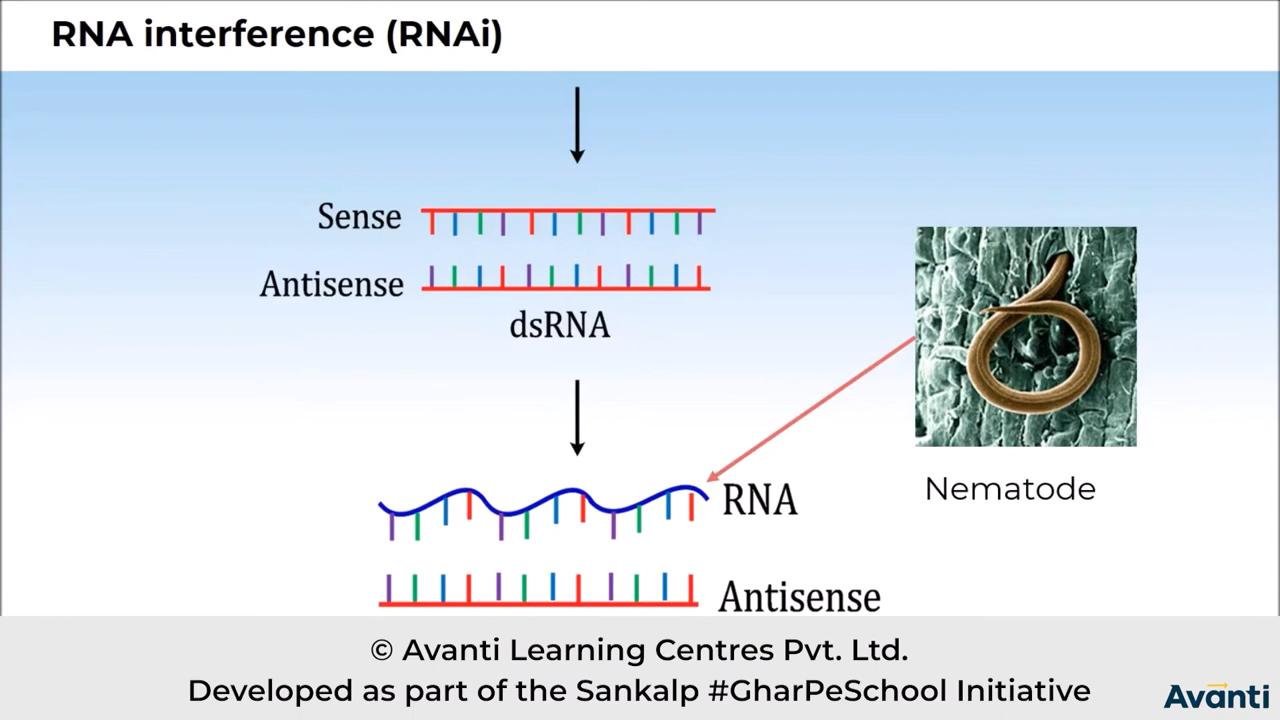 RNA interference (RNAi)
Sense
Antisense
dsRNA
Nematode
RNA
Antisense
© Avanti Learning Centres Pvt. Ltd.
Developed as part of the Sankalp #GharPeSchool Initiative
Avanti